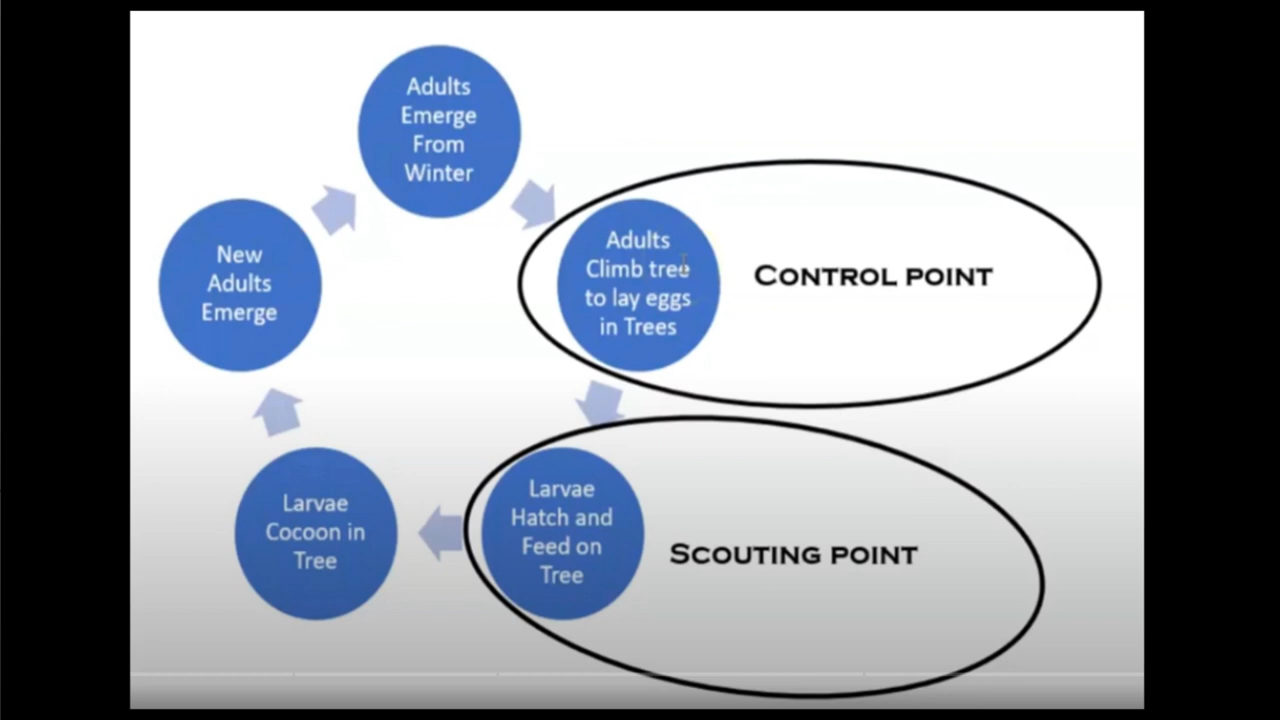 Adults
Emerge
From
Winter
Adults
Climb tree
to lay eggs
in Trees
CONTROL POINT
New
Adults
Emerge
Larvae
Hatch and
Feed on
Tree
SCOUTING POINT
Larvae
Cocoon in
Tree